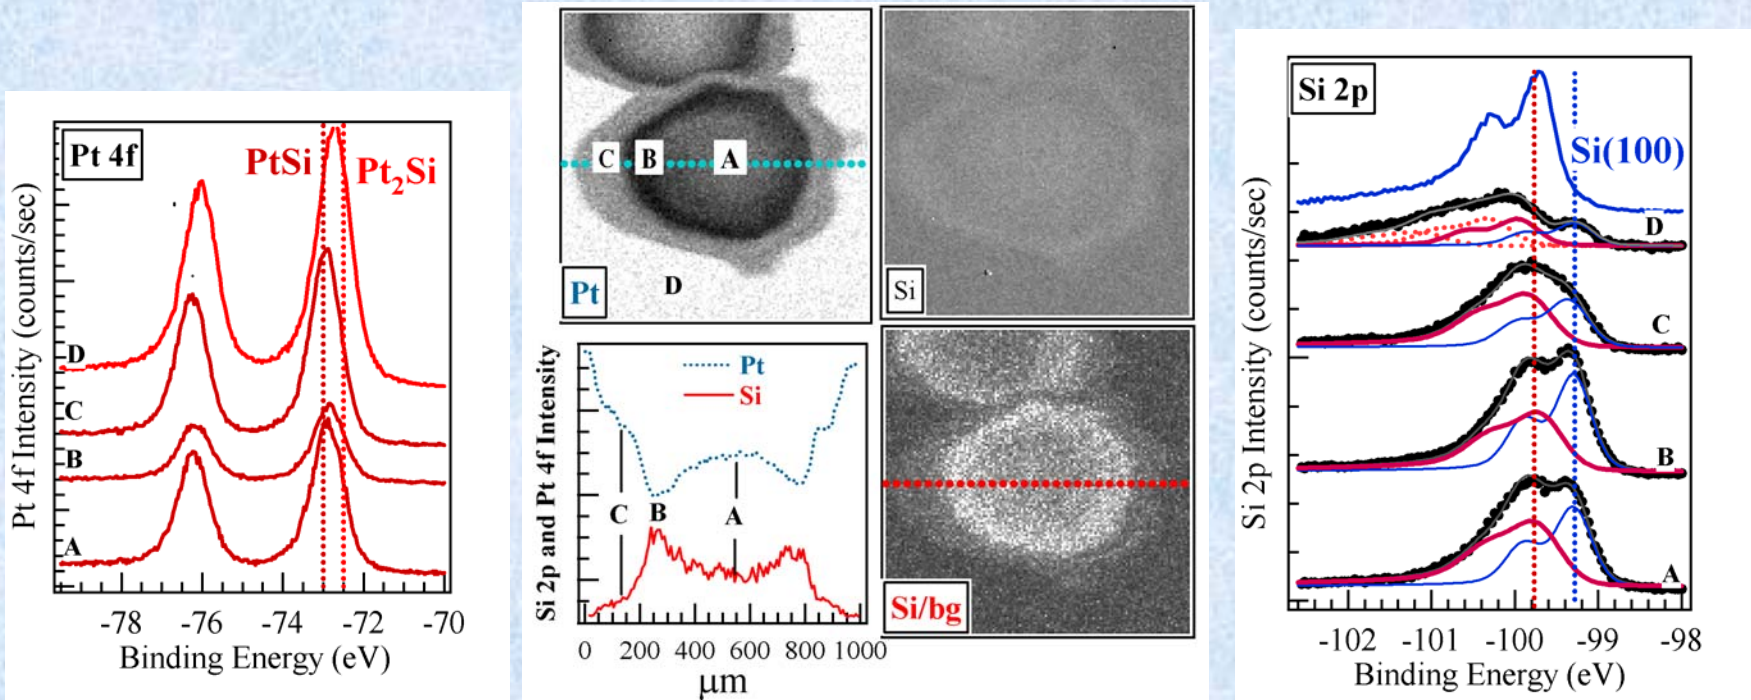 Pt 4f
PtSi
Pt2Si
D
C
B
A
Pt 4f Intensity (counts/sec)
-78 -76 -74 -72 -70
Binding Energy (eV)
C B A
D
Pt
Si
Pt
Si
C B A
Si 2p and Pt 4f Intensity
0 200 400 600 800 1000
μm
Si/bg
Si 2p
Si(100)
D
C
B
A
Si 2p Intensity (counts/sec)
-102 -101 -100 -99 -98
Binding Energy (eV)